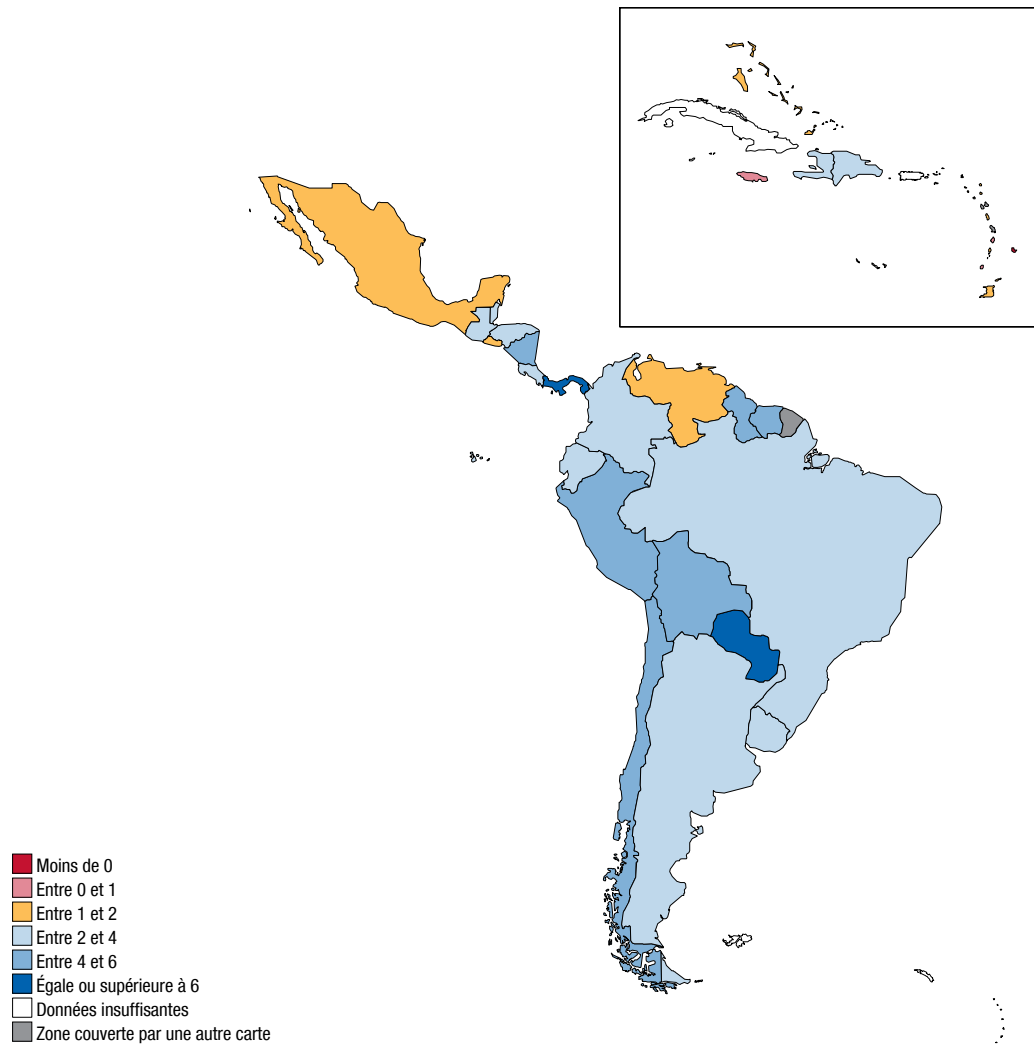 Moins de 0
Entre 0 et 1
Entre 1 et 2
Entre 2 et 4
Entre 4 et 6
Égale ou supérieure à 6
Données insuffisantes
Zone couverte par une autre carte